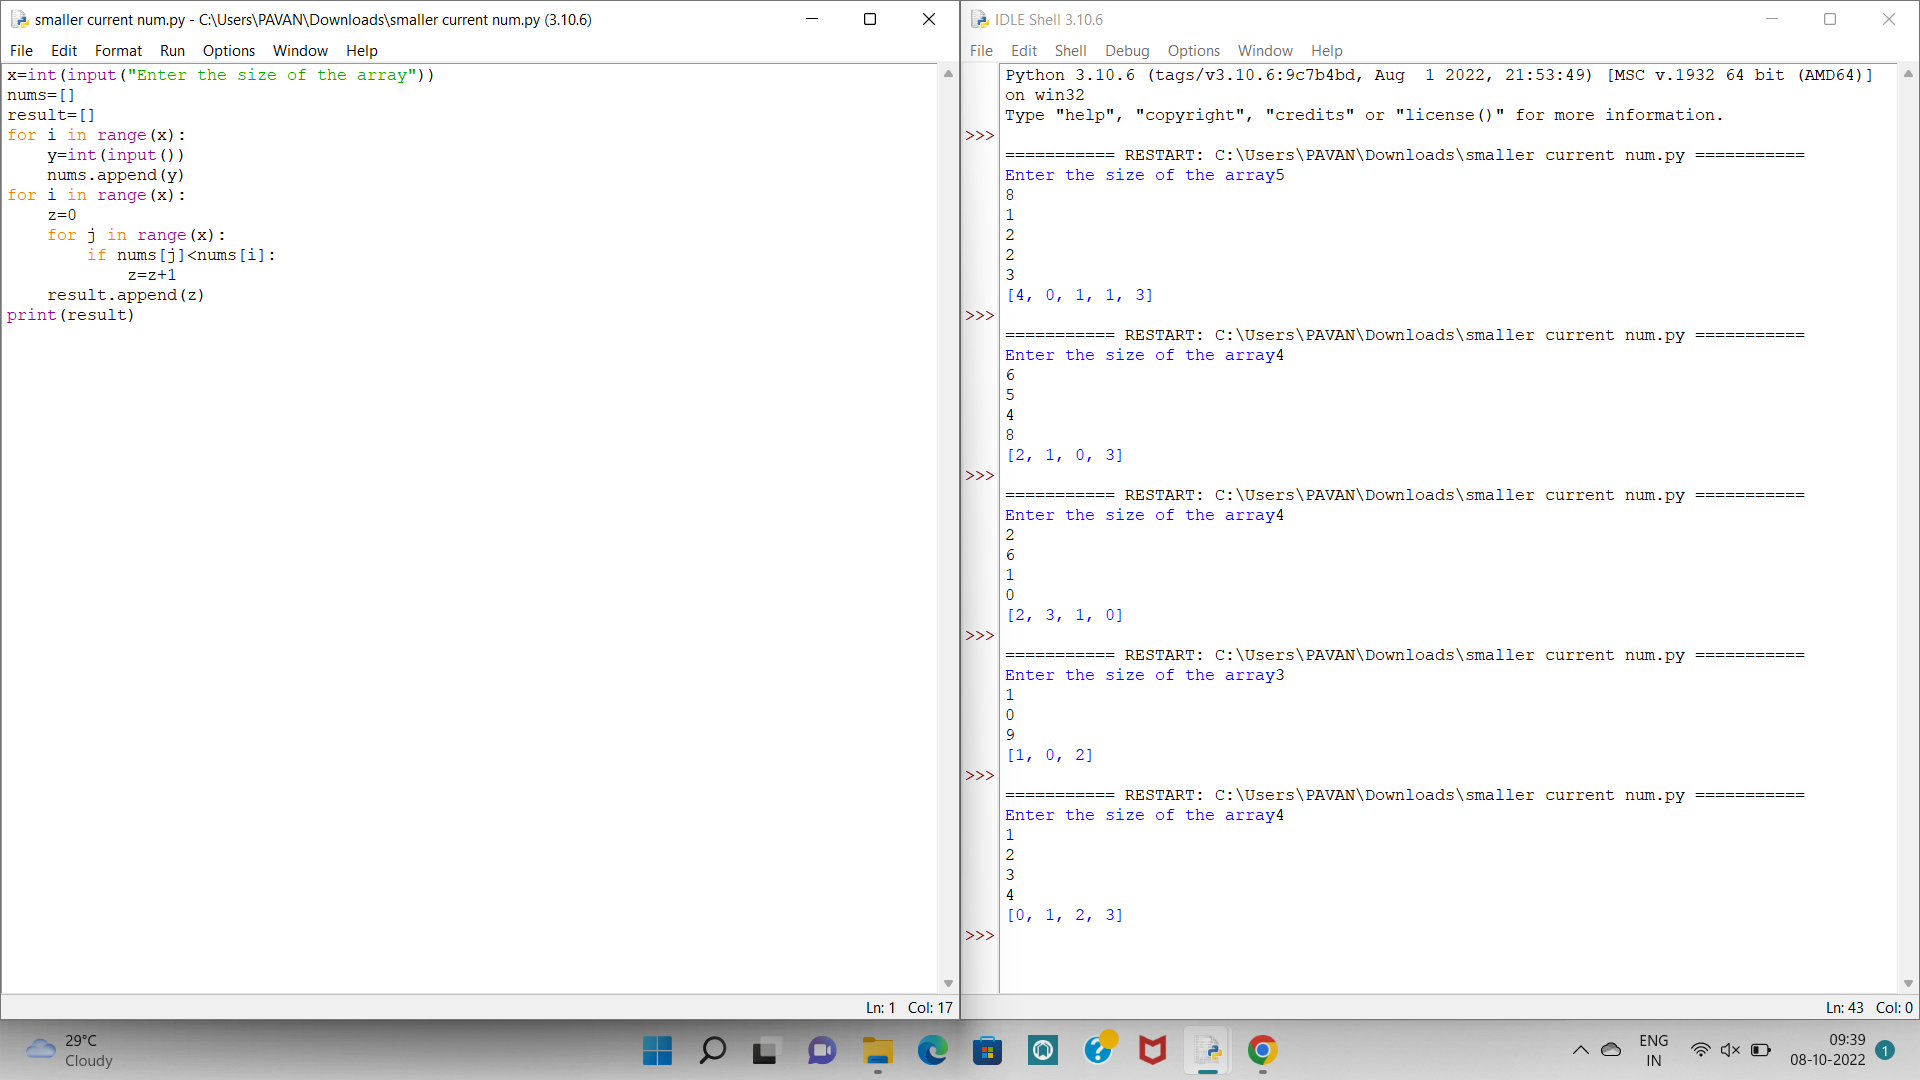 smaller current num.py - C:\Users\PAVAN\Downloads\smaller current num.py (3.10.6)
File Edit Format Run Options Window Help
x=int(input("Enter the size of the array"))
nums=[]
result=[]
for i in range(x):
    y=int(input())
    nums.append(y)
for i in range(x):
    z=0
    for j in range(x):
        if nums[j]<nums[i]:
            z=z+1
    result.append(z)
print(result)
Ln: 1 Col: 17
IDLE Shell 3.10.6
File Edit Shell Debug Options Window Help
Python 3.10.6 (tags/v3.10.6:9c7b4bd, Aug  1 2022, 21:53:49) [MSC v.1932 64 bit (AMD64)]
on win32
Type "help", "copyright", "credits" or "license()" for more information.
>>>
=========== RESTART: C:\Users\PAVAN\Downloads\smaller current num.py ===========
Enter the size of the array5
8
1
2
2
3
[4, 0, 1, 1, 3]
>>>
=========== RESTART: C:\Users\PAVAN\Downloads\smaller current num.py ===========
Enter the size of the array4
6
5
4
8
[2, 1, 0, 3]
>>>
=========== RESTART: C:\Users\PAVAN\Downloads\smaller current num.py ===========
Enter the size of the array4
2
6
1
0
[2, 3, 1, 0]
>>>
=========== RESTART: C:\Users\PAVAN\Downloads\smaller current num.py ===========
Enter the size of the array3
1
0
9
[1, 0, 2]
>>>
=========== RESTART: C:\Users\PAVAN\Downloads\smaller current num.py ===========
Enter the size of the array4
1
2
3
4
[0, 1, 2, 3]
>>>
Ln: 43 Col: 0
29°C
Cloudy
ENG
IN
09:39
08-10-2022
1